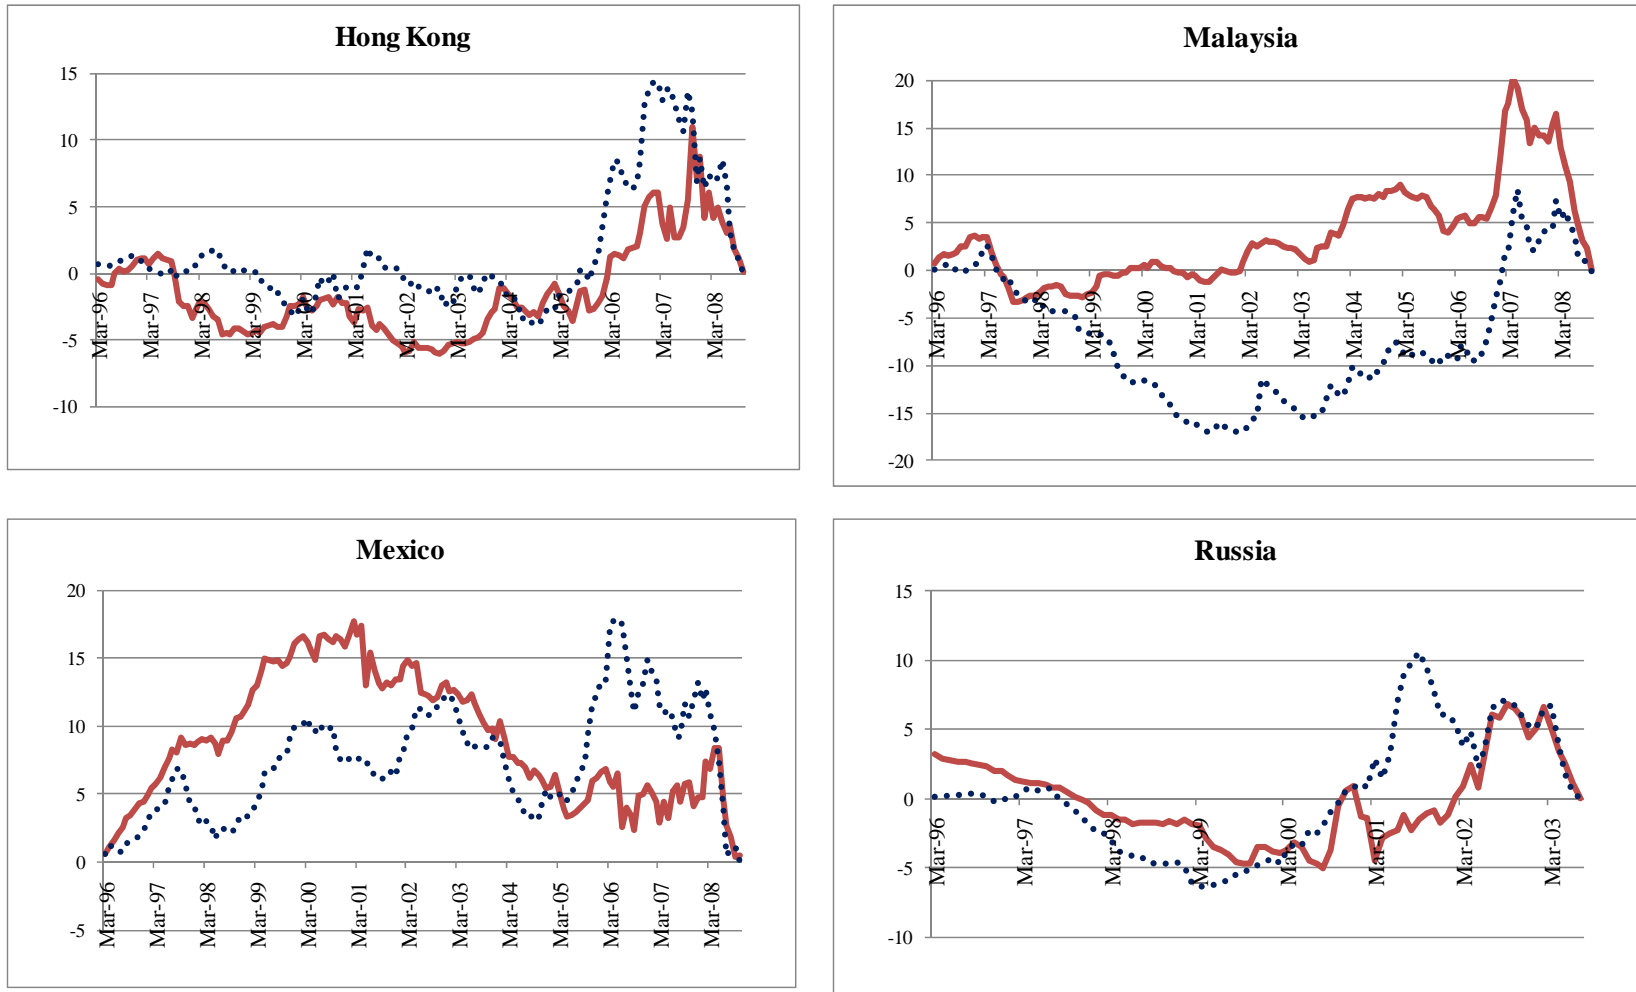 Hong Kong
15
10
5
0
-5
-10
Mar-96
Mar-97
Mar-98
Mar-99
Mar-00
Mar-01
Mar-02
Mar-03
Mar-04
Mar-05
Mar-06
Mar-07
Mar-08
Malaysia
20
15
10
5
0
-5
-10
-15
-20
Mar-96
Mar-97
Mar-98
Mar-99
Mar-00
Mar-01
Mar-02
Mar-03
Mar-04
Mar-05
Mar-06
Mar-07
Mar-08
Mexico
20
15
10
5
0
-5
Mar-96
Mar-97
Mar-98
Mar-99
Mar-00
Mar-01
Mar-02
Mar-03
Mar-04
Mar-05
Mar-06
Mar-07
Mar-08
Russia
15
10
5
0
-5
-10
Mar-96
Mar-97
Mar-98
Mar-99
Mar-00
Mar-01
Mar-02
Mar-03